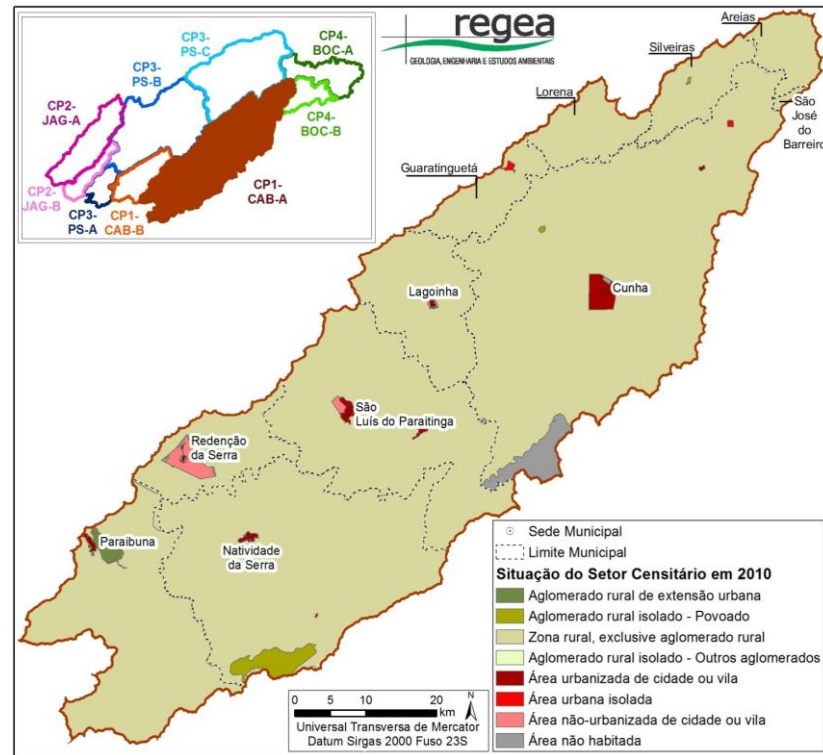 CP3-
PS-C
CP4-
BOC-A
CP3-
PS-B
CP2-
JAG-A
CP4-
BOC-B
CP2-
JAG-B
CP3-
PS-A
CP1-
CAB-B
CP1-
CAB-A
regea
GEOLOGIA, ENGENHARIA E ESTUDOS AMBIENTAIS
Areias
Silveiras
São
José
do
Barreiro
Lorena
Guaratinguetá
Cunha
Lagoinha
São
Luís do Paraitinga
Redenção
da Serra
Paraibuna
Natividade
da Serra
Sede Municipal
Limite Municipal
Situação do Setor Censitário em 2010
Aglomerado rural de extensão urbana
Aglomerado rural isolado - Povoado
Zona rural, exclusive aglomerado rural
Aglomerado rural isolado - Outros aglomerados
Área urbanizada de cidade ou vila
Área urbana isolada
Área não-urbanizada de cidade ou vila
Área não habitada
0 5 10 20
km
N
Universal Transversa de Mercator
Datum Sirgas 2000 Fuso 23S